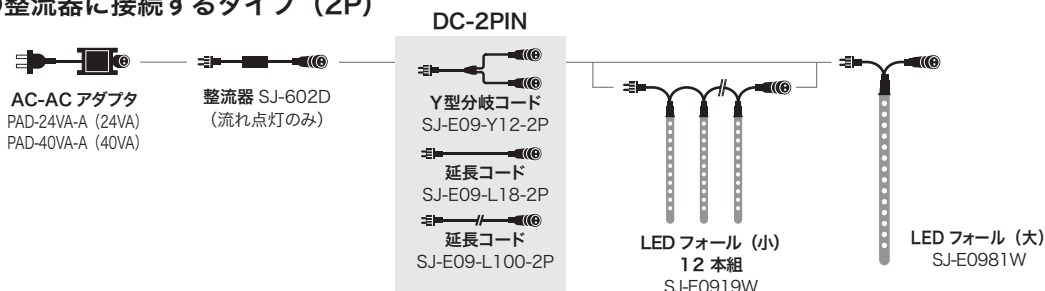 整流器に接続するタイプ（2P）
DC-2PIN
AC-AC アダプタ
PAD-24VA-A（24VA）
PAD-40VA-A（40VA）
整流器 SJ-602D
（流れ点灯のみ）
Y型分岐コード
SJ-E09-Y12-2P
延長コード
SJ-E09-L18-2P
延長コード
SJ-E09-L100-2P
LED フォール（小）
12 本組
SJ-E0919W
LED フォール（大）
SJ-E0981W